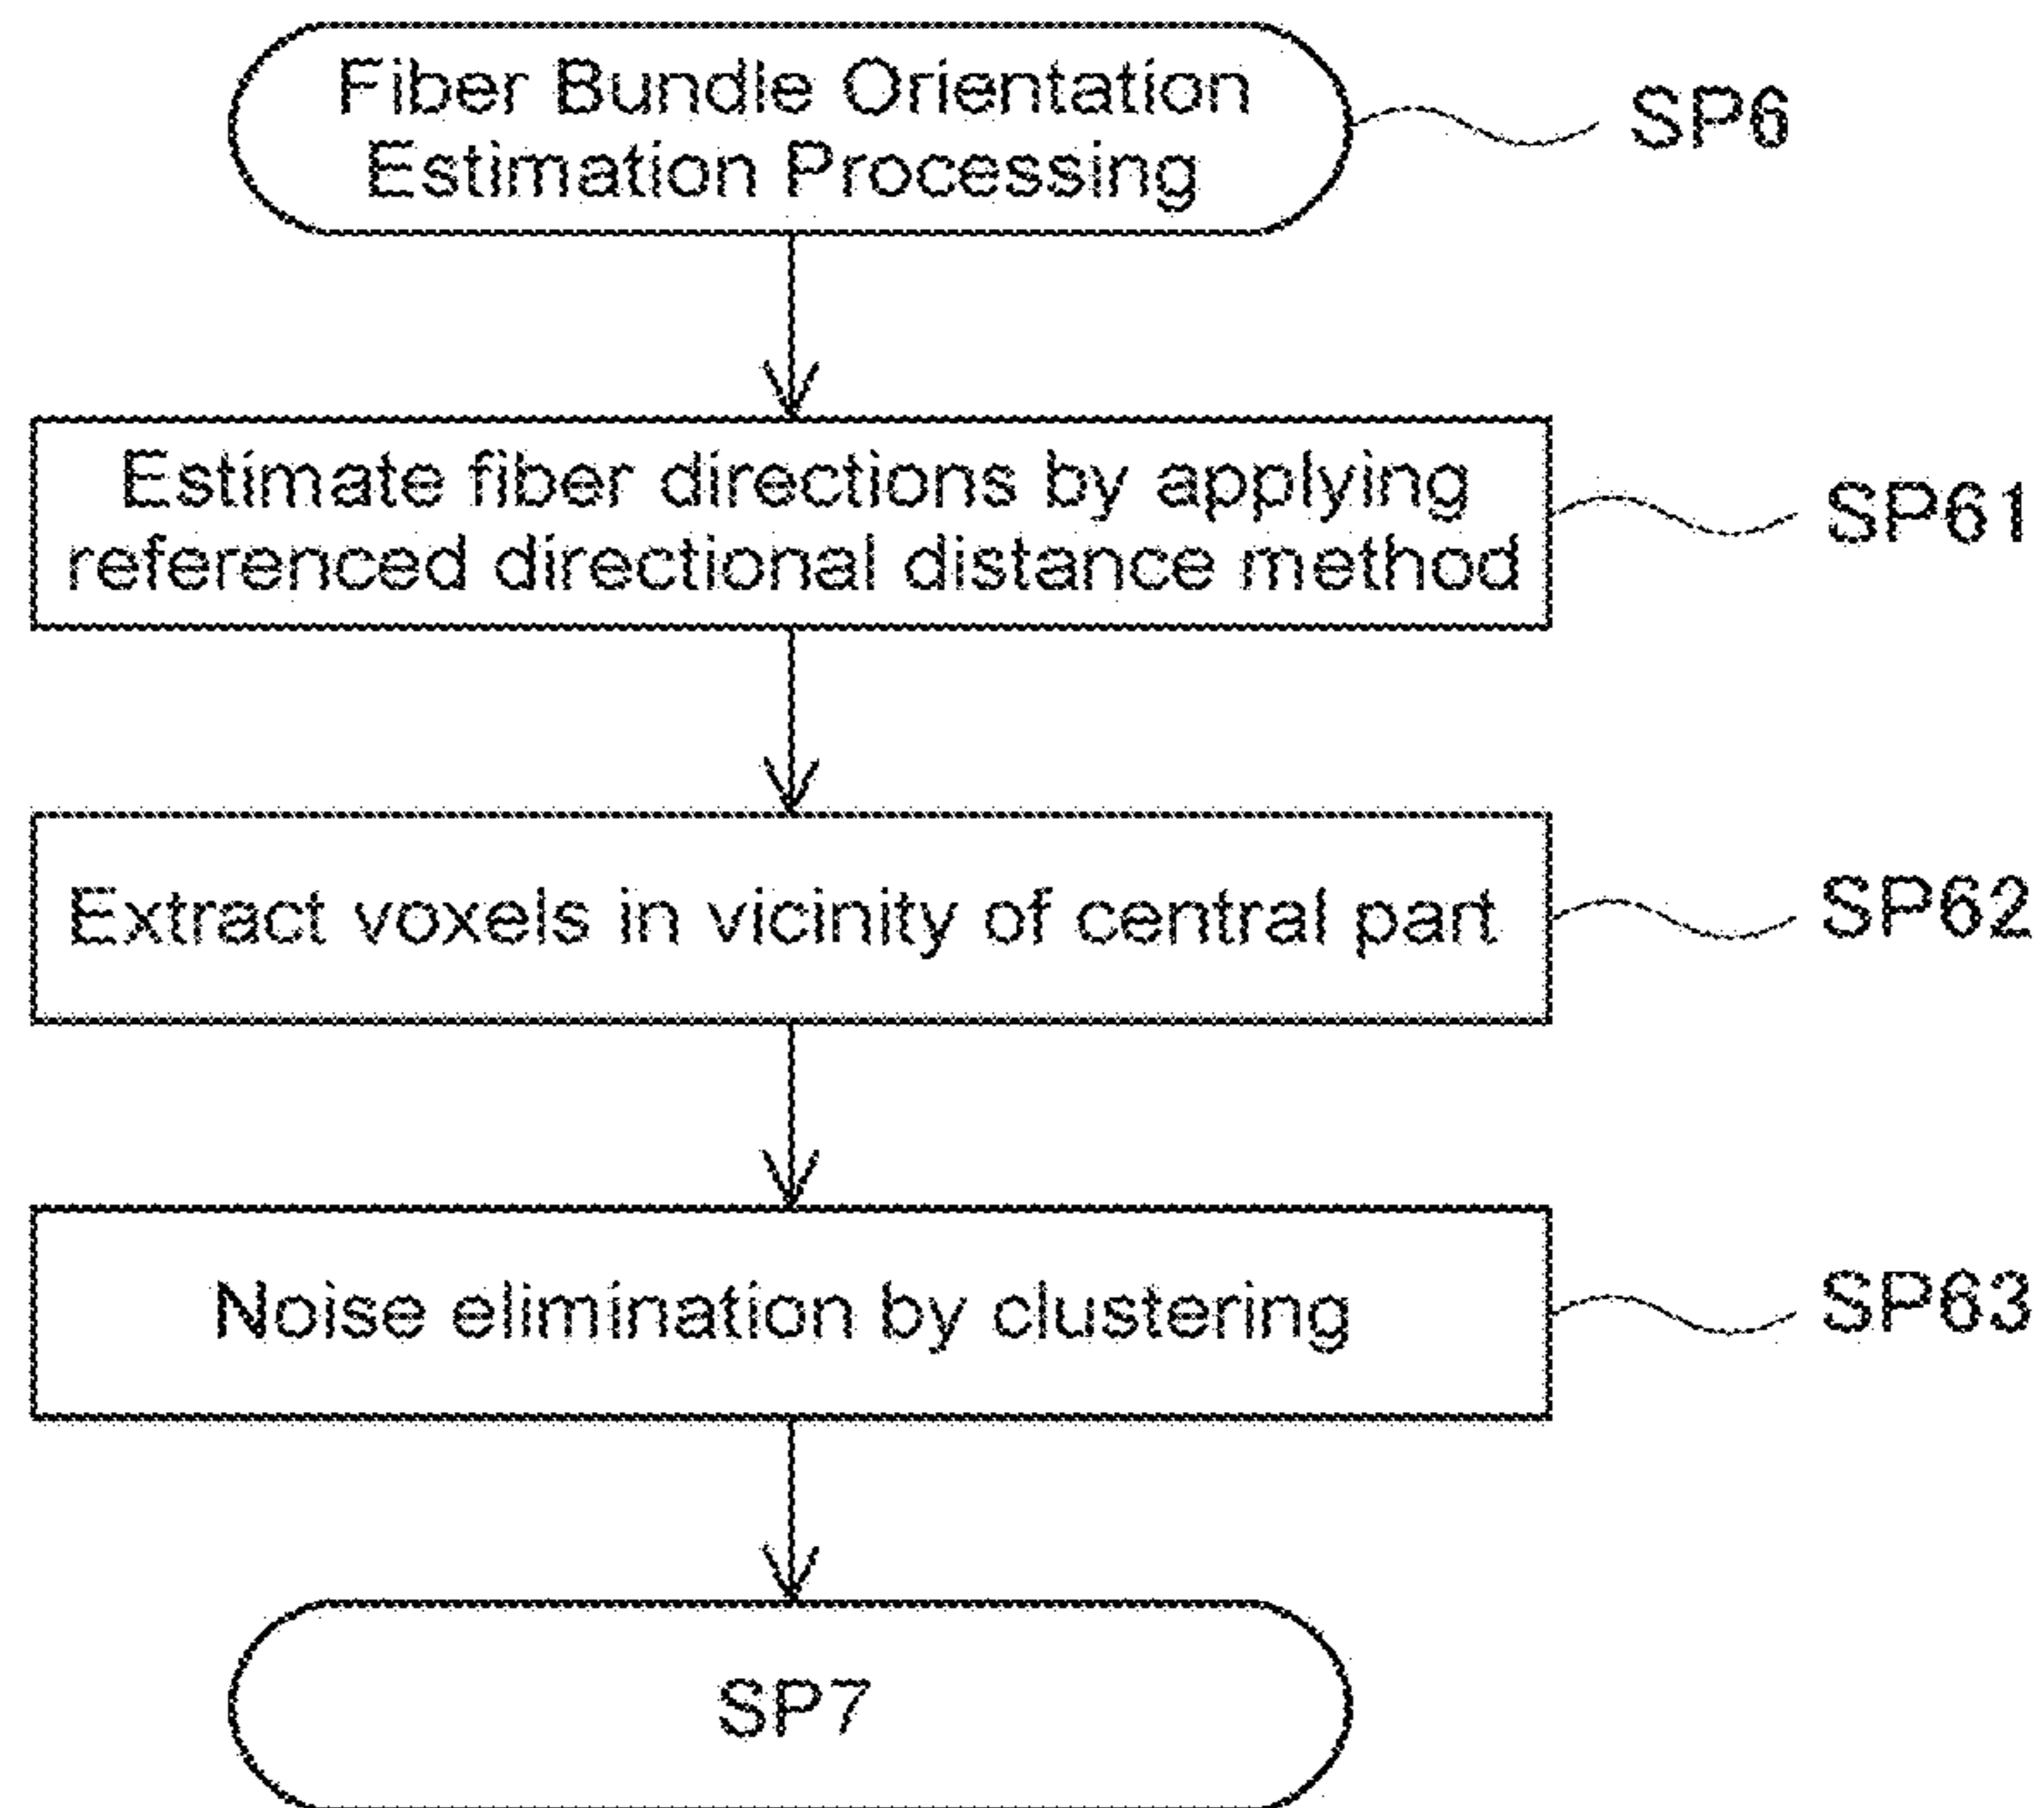 Fiber Bundle Orientation
Estimation Processing
SP6
Estimate fiber directions by applying
referenced directional distance method
SP61
Extract voxels in vicinity of central part
SP62
Noise elimination by clustering
SP63
SP7